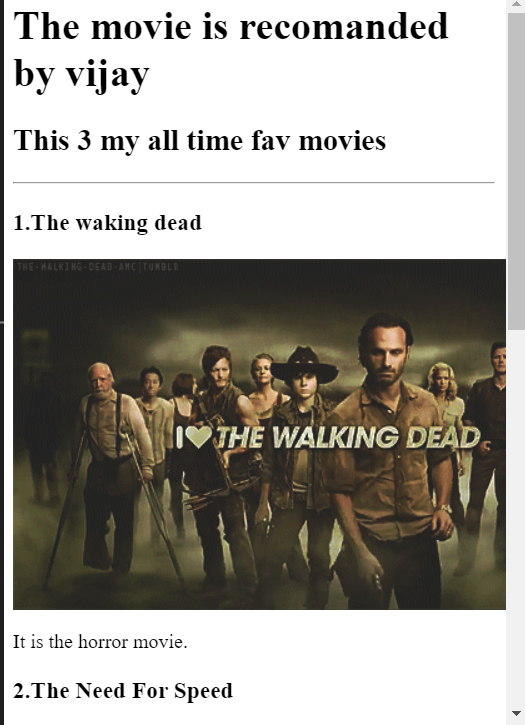 The movie is recomanded
by vijay
This 3 my all time fav movies
1.The waking dead
THE-WALKING-DEAD-AMC|TUMBLR
I♥THE WALKING DEAD
It is the horror movie.
2.The Need For Speed